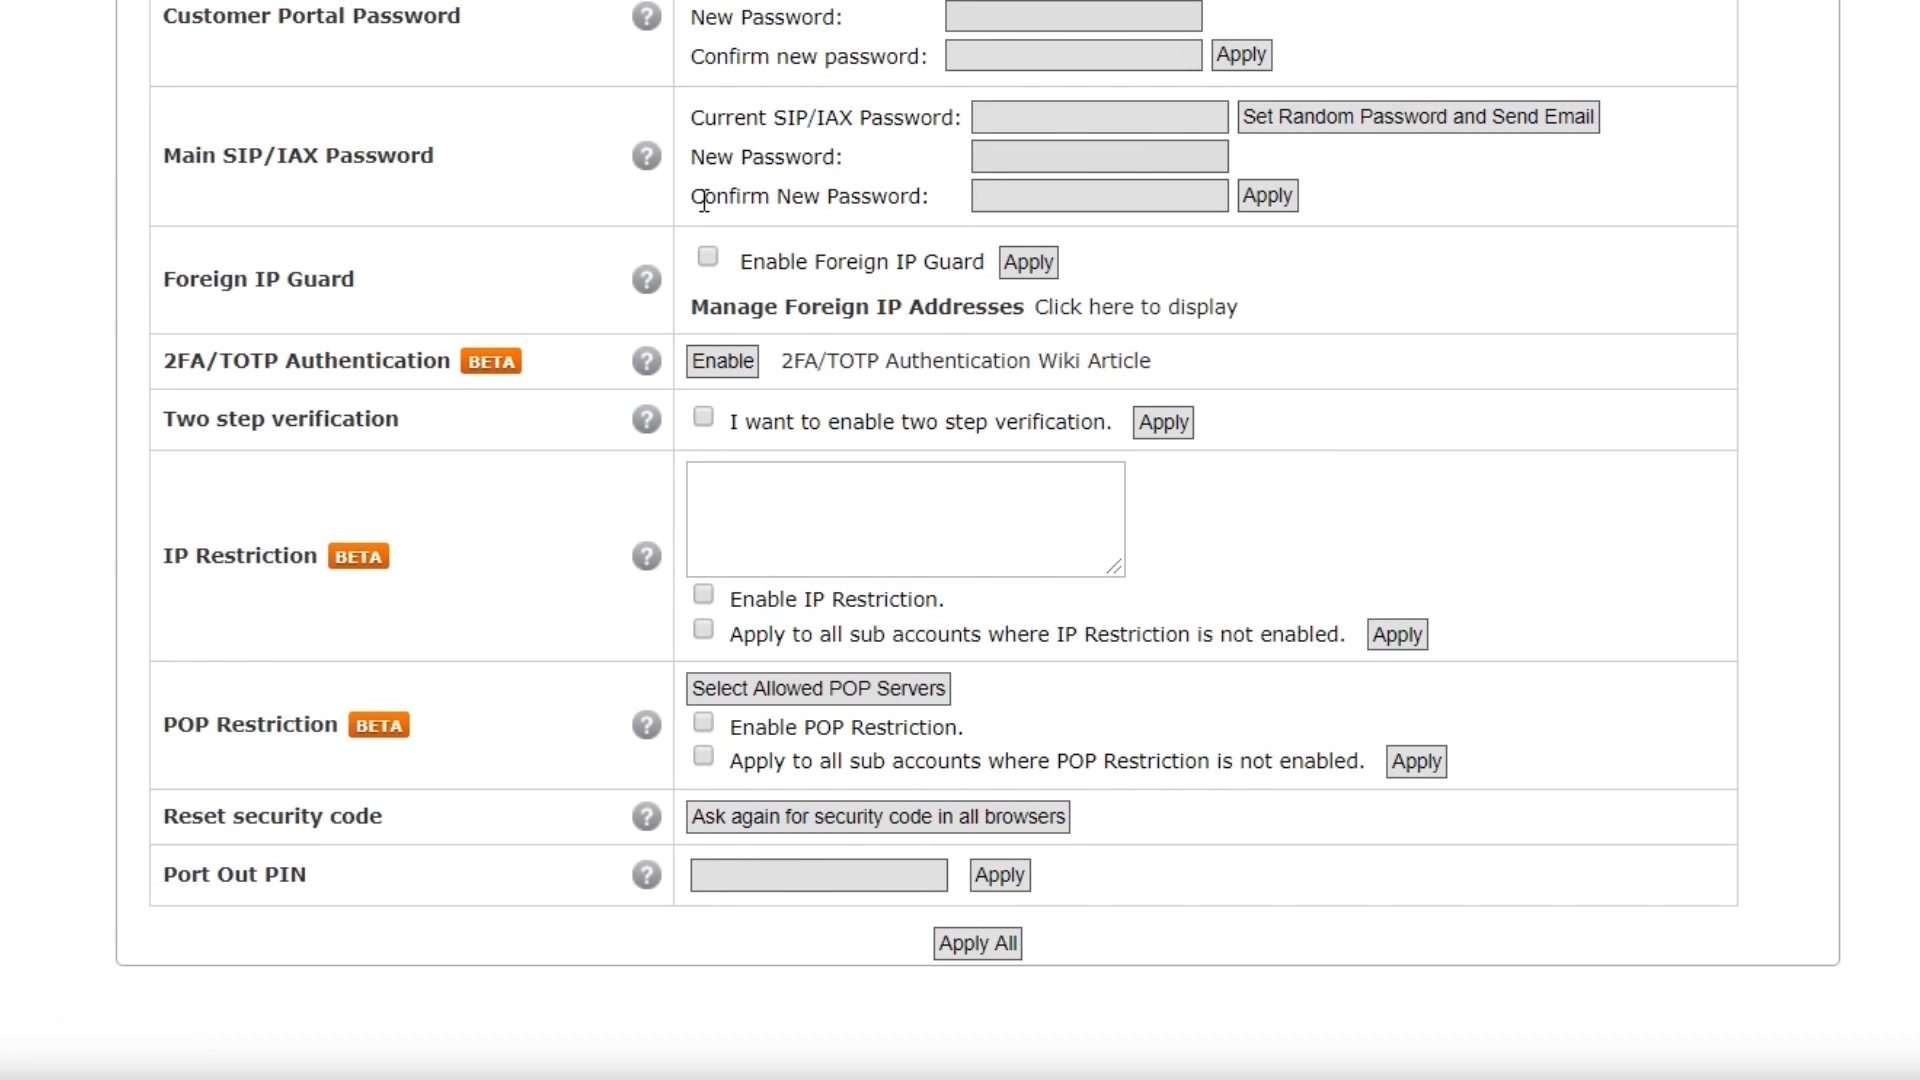 Customer Portal Password ? New Password:
Confirm new password: Apply
Current SIP/IAX Password: Set Random Password and Send Email
Main SIP/IAX Password ? New Password:
Confirm New Password: Apply
Enable Foreign IP Guard Apply
Foreign IP Guard ?
Manage Foreign IP Addresses Click here to display
2FA/TOTP Authentication BETA ? Enable 2FA/TOTP Authentication Wiki Article
Two step verification ? I want to enable two step verification. Apply
IP Restriction BETA ?
Enable IP Restriction.
Apply to all sub accounts where IP Restriction is not enabled. Apply
Select Allowed POP Servers
POP Restriction BETA ? Enable POP Restriction.
Apply to all sub accounts where POP Restriction is not enabled. Apply
Reset security code ? Ask again for security code in all browsers
Port Out PIN ? Apply
Apply All